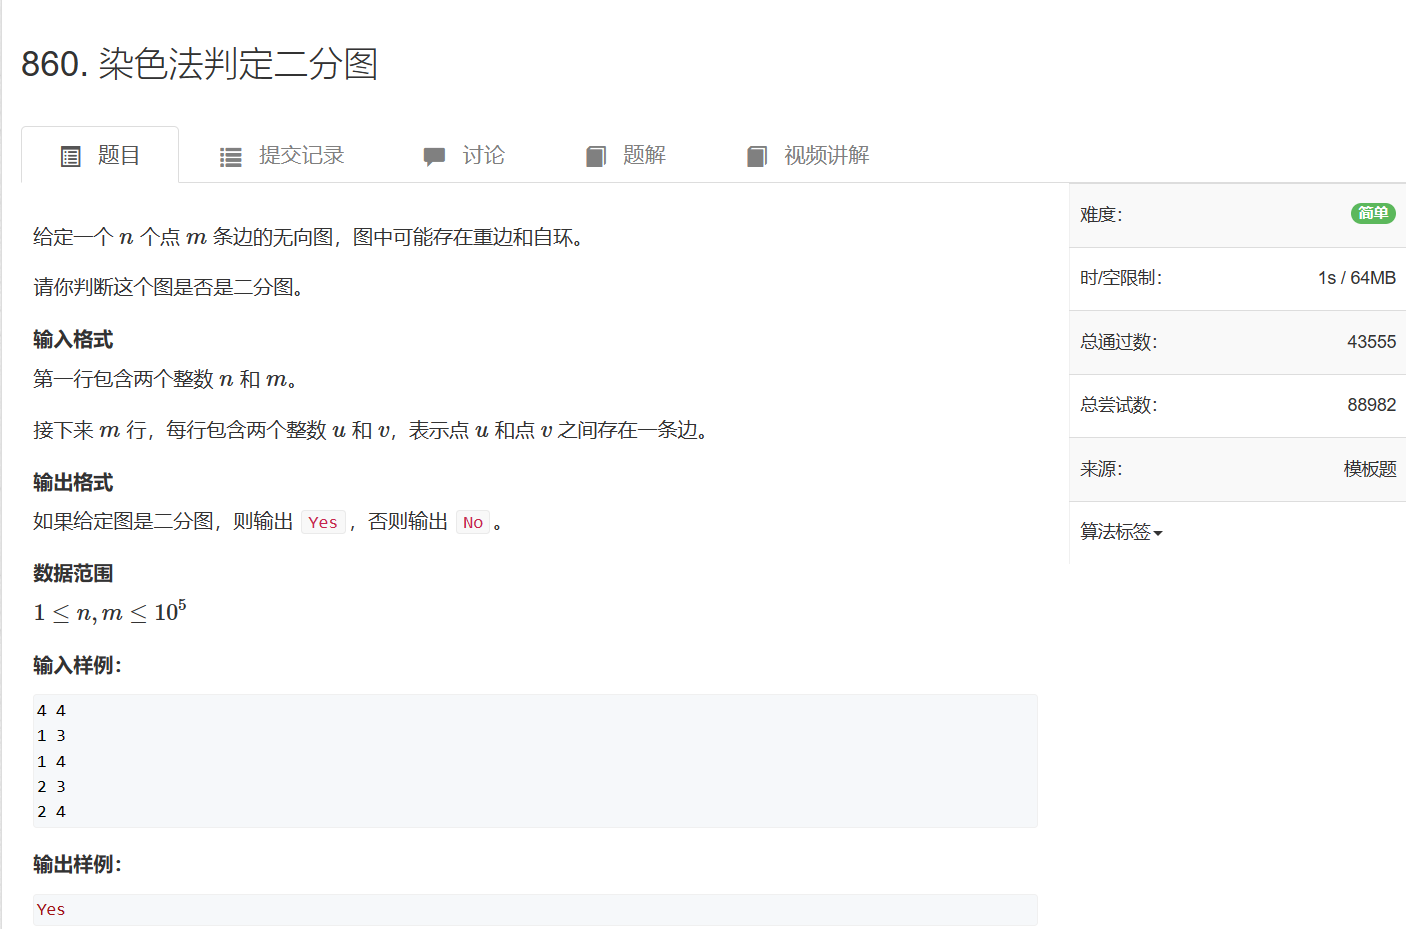 860. 染色法判定二分图
题目 提交记录 讨论 题解 视频讲解
给定一个 n 个点 m 条边的无向图，图中可能存在重边和自环。
请你判断这个图是否是二分图。
输入格式
第一行包含两个整数 n 和 m。
接下来 m 行，每行包含两个整数 u 和 v，表示点 u 和点 v 之间存在一条边。
输出格式
如果给定图是二分图，则输出 Yes ，否则输出 No 。
数据范围
1 ≤ n, m ≤ 10⁵
输入样例：
4 4
1 3
1 4
2 3
2 4
输出样例：
Yes
难度： 简单
时/空限制： 1s / 64MB
总通过数： 43555
总尝试数： 88982
来源： 模板题
算法标签